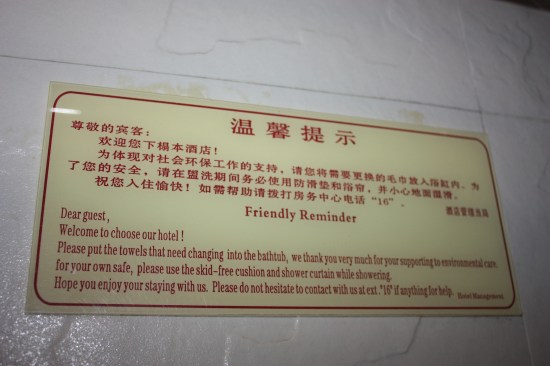 温馨提示
尊敬的宾客：
欢迎您下榻本酒店！
为体现对社会环保工作的支持，请您将需要更换的毛巾放入浴缸内。为
了您的安全，请在盥洗期间务必使用防滑垫和浴帘，并小心地面湿滑。
祝您入住愉快！如需帮助请拨打房务中心电话“16”．
Friendly Reminder
Dear guest ,
Welcome to choose our hotel !
Please put the towels that need changing into the bathtub, we thank you very much for your supporting to environmental care.
for your own safe, please use the skid-free cushion and shower curtain while showering.
Hope you enjoy your staying with us. Please do not hesitate to contact with us at ext. "16" if anything for help.